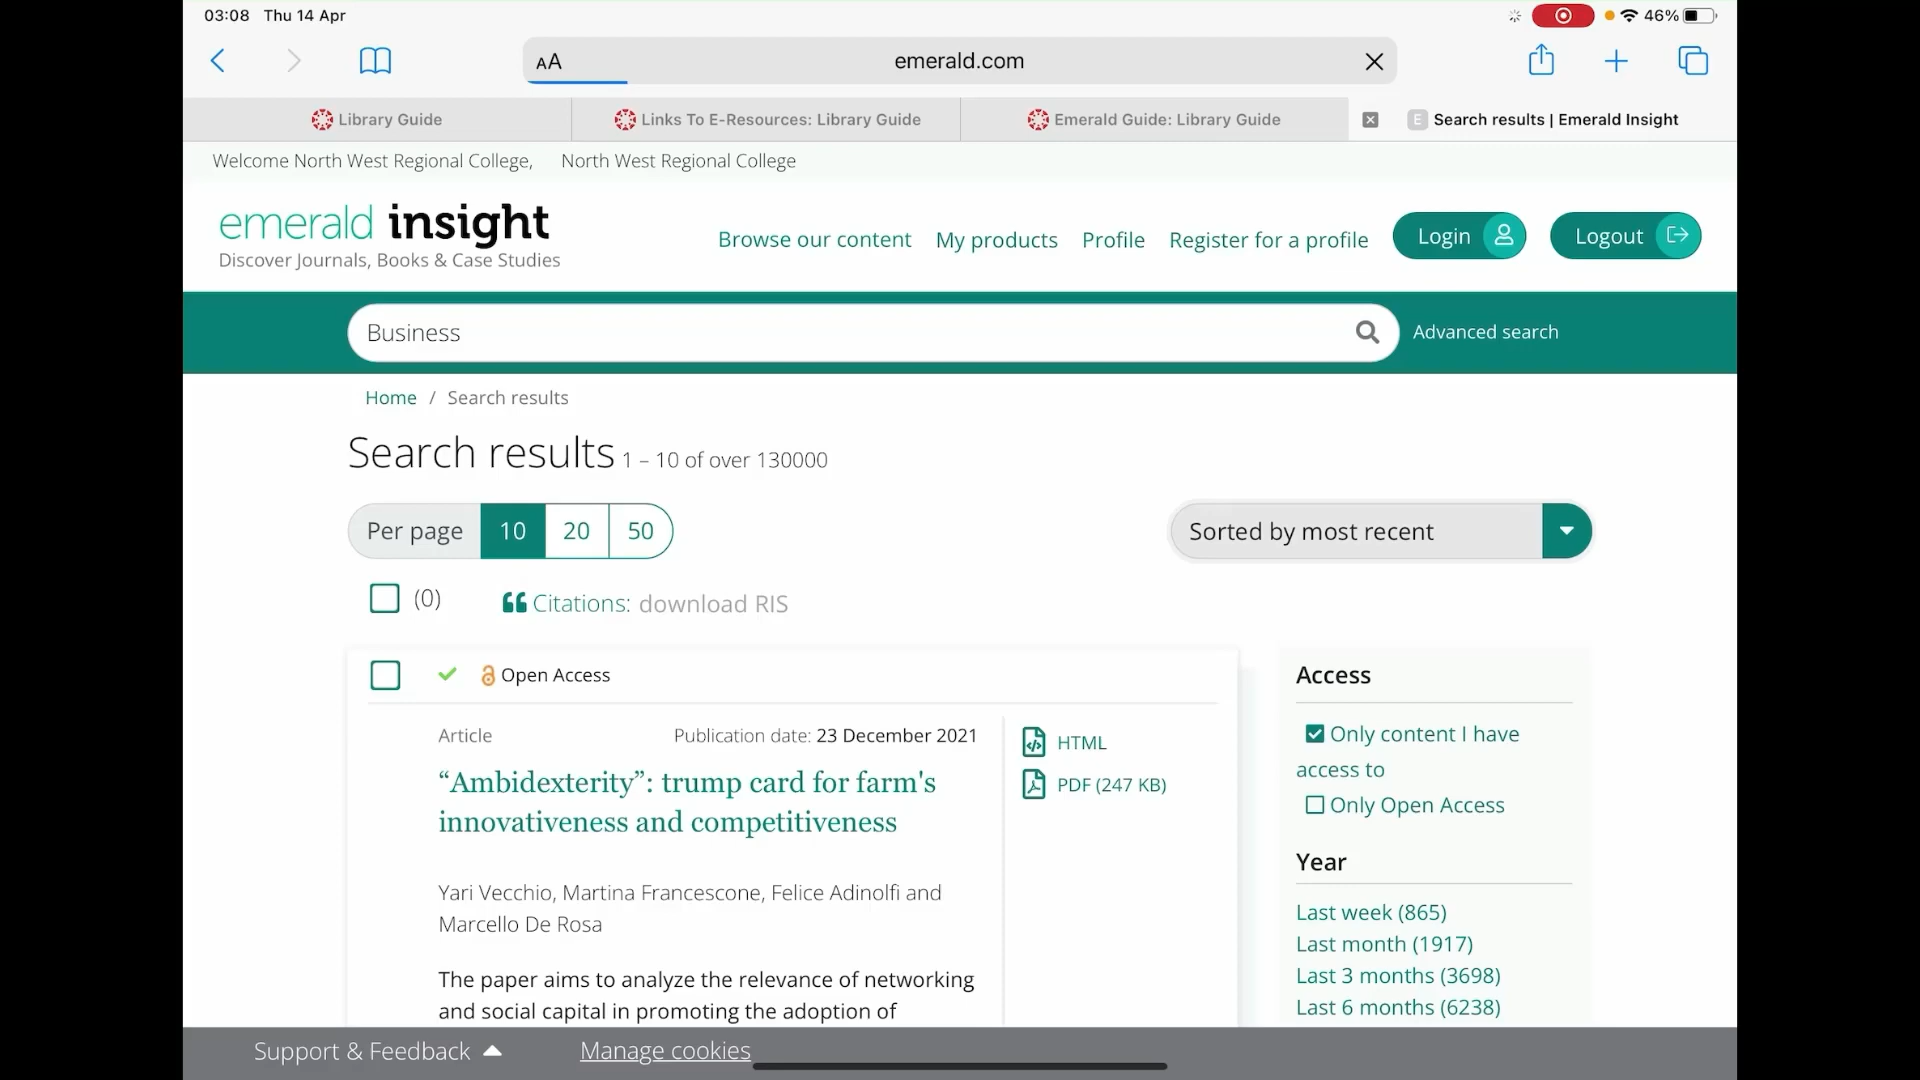 03:08 Thu 14 Apr
46%
AA
emerald.com
Library Guide
Links To E-Resources: Library Guide
Emerald Guide: Library Guide
E
Search results | Emerald Insight
Welcome North West Regional College, North West Regional College
emerald insight
Discover Journals, Books & Case Studies
Browse our content
My products
Profile
Register for a profile
Login
Logout
Business
Advanced search
Home / Search results
Search results 1 – 10 of over 130000
Per page 10 20 50
Sorted by most recent
(0)
Citations: download RIS
Open Access
Article
Publication date: 23 December 2021
“Ambidexterity”: trump card for farm's
innovativeness and competitiveness
Yari Vecchio, Martina Francescone, Felice Adinolfi and
Marcello De Rosa
The paper aims to analyze the relevance of networking
and social capital in promoting the adoption of
HTML
PDF (247 KB)
Access
Only content I have
access to
Only Open Access
Year
Last week (865)
Last month (1917)
Last 3 months (3698)
Last 6 months (6238)
Support & Feedback
Manage cookies